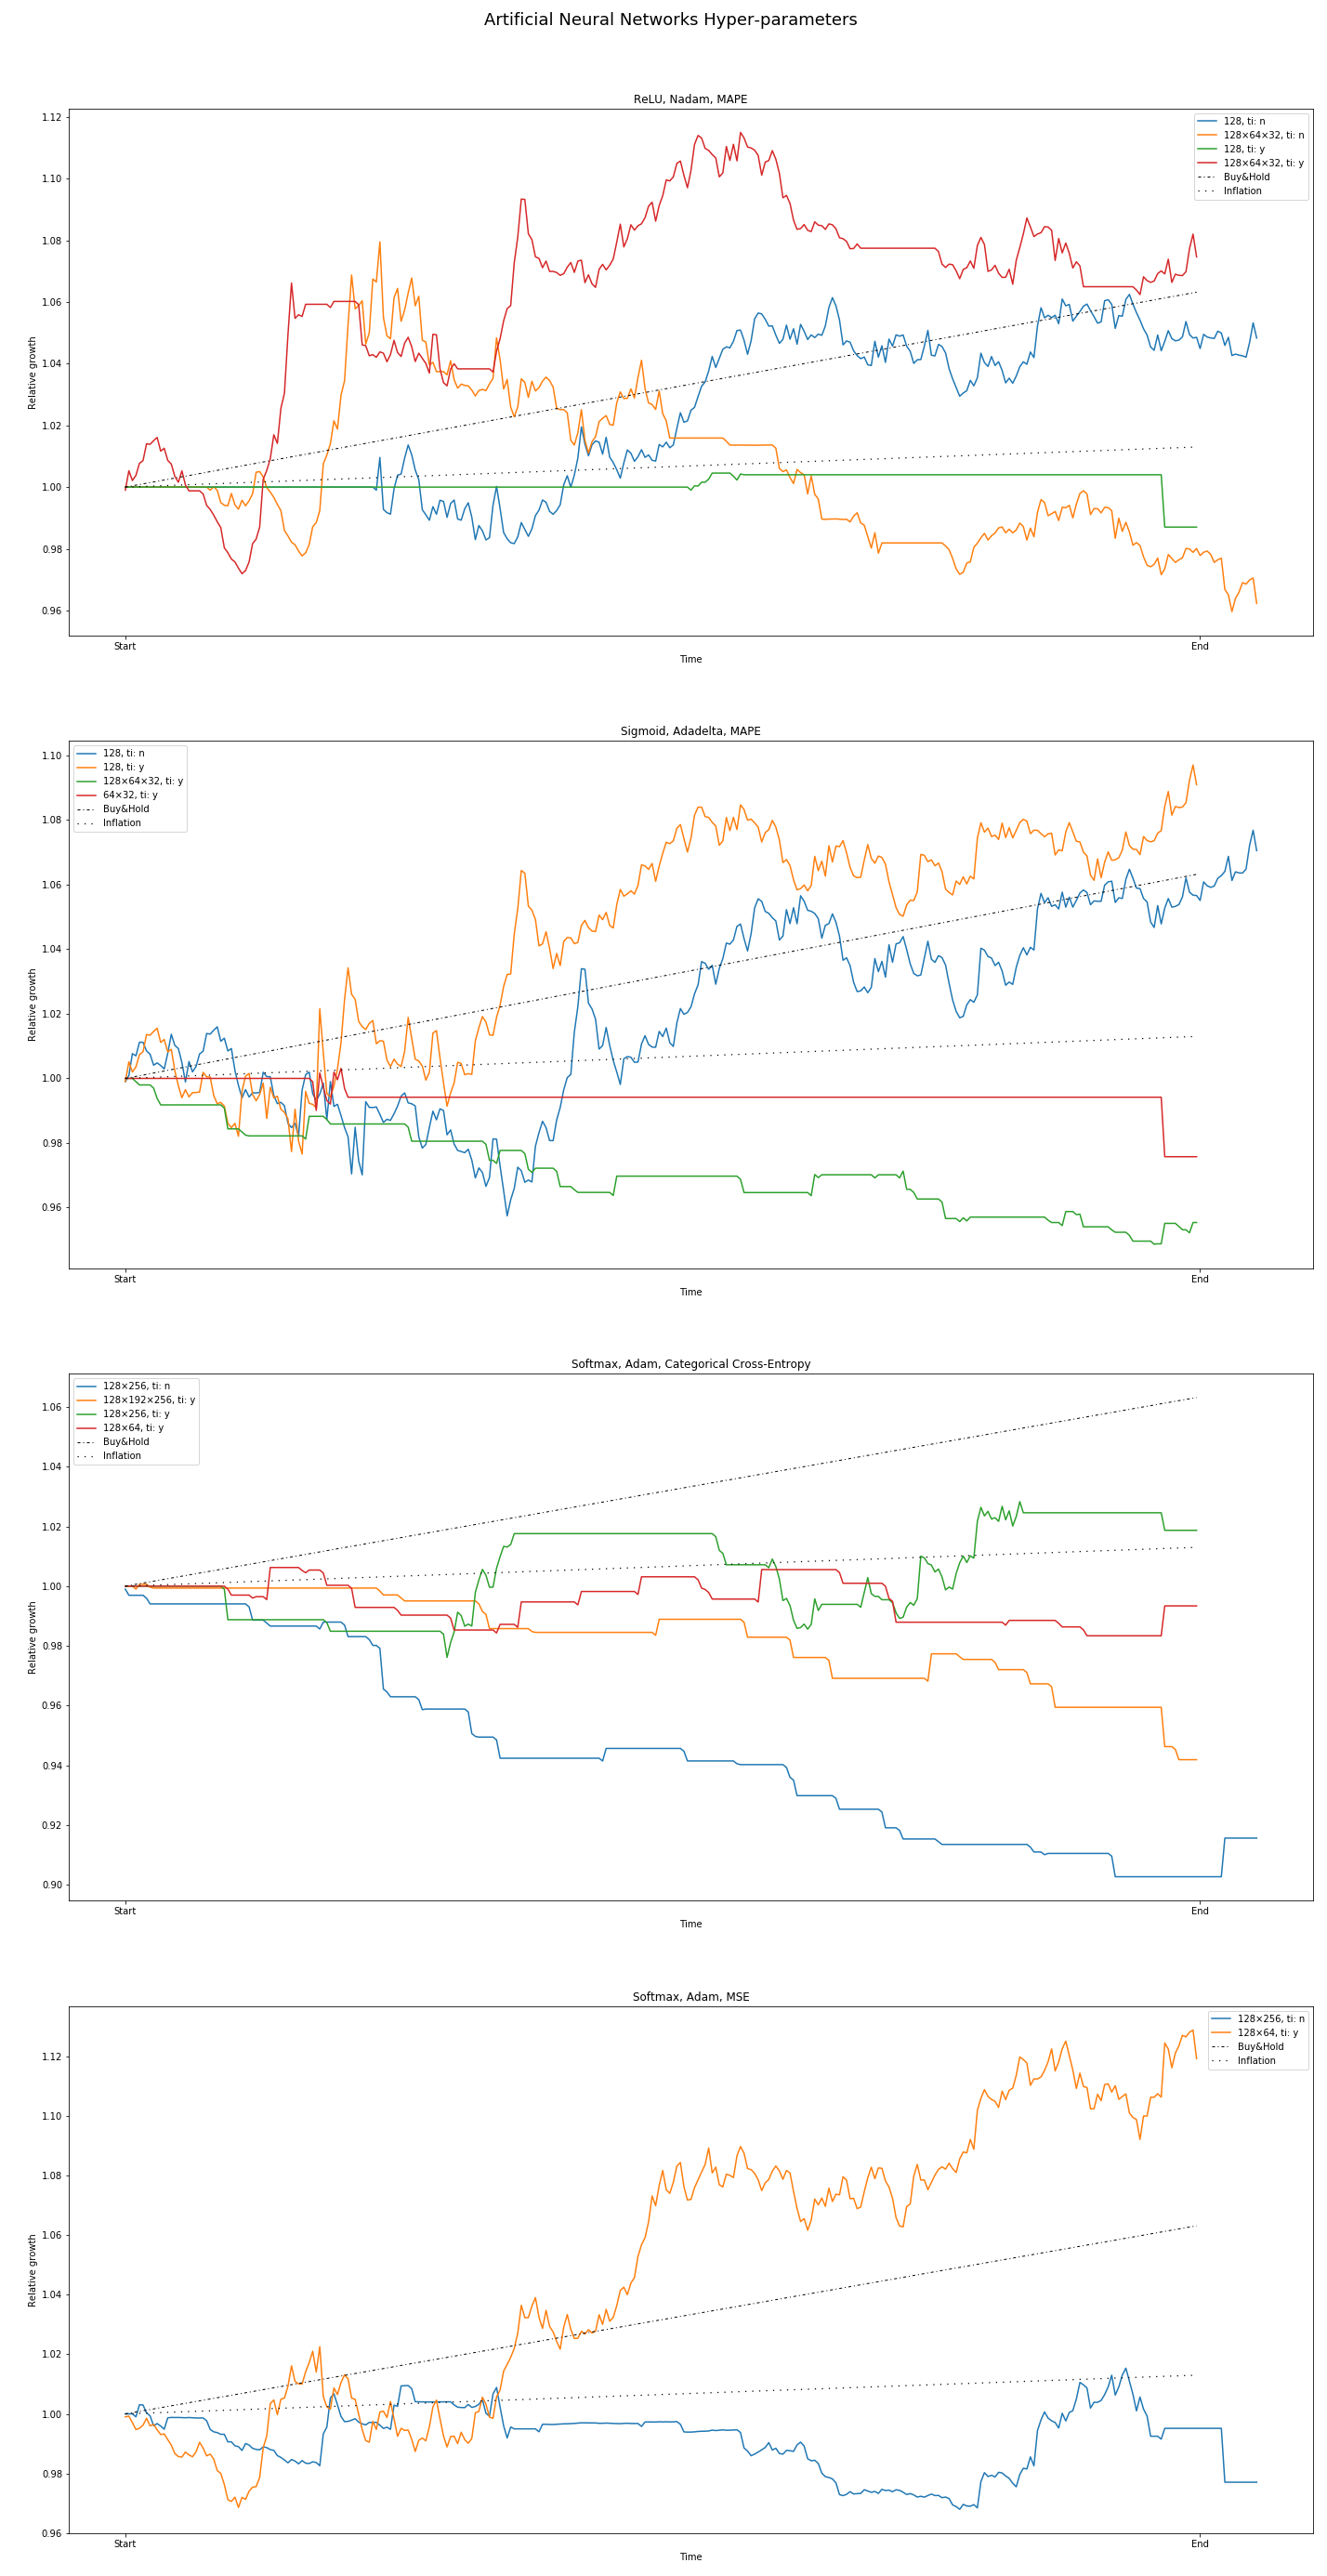 Artificial Neural Networks Hyper-parameters
ReLU, Nadam, MAPE
1.12
1.10
1.08
1.06
1.04
1.02
1.00
0.98
0.96
Relative growth
128, ti: n
128×64×32, ti: n
128, ti: y
128×64×32, ti: y
Buy&Hold
Inflation
Start
End
Time
Sigmoid, Adadelta, MAPE
1.10
1.08
1.06
1.04
1.02
1.00
0.98
0.96
Relative growth
128, ti: n
128, ti: y
128×64×32, ti: y
64×32, ti: y
Buy&Hold
Inflation
Start
End
Time
Softmax, Adam, Categorical Cross-Entropy
1.06
1.04
1.02
1.00
0.98
0.96
0.94
0.92
0.90
Relative growth
128×256, ti: n
128×192×256, ti: y
128×256, ti: y
128×64, ti: y
Buy&Hold
Inflation
Start
End
Time
Softmax, Adam, MSE
1.12
1.10
1.08
1.06
1.04
1.02
1.00
0.98
0.96
Relative growth
128×256, ti: n
128×64, ti: y
Buy&Hold
Inflation
Start
End
Time